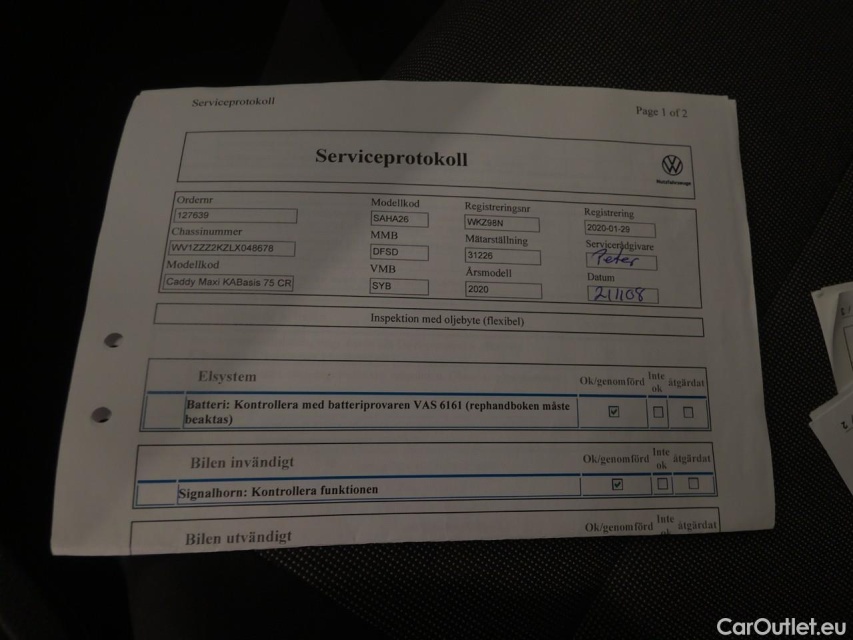 Serviceprotokoll
Page 1 of 2
Serviceprotokoll
Nutzfahrzeuge
Ordernr
127639
Chassinummer
WV1ZZZ2KZLX048678
Modellkod
Caddy Maxi KABasis 75 CR
Modellkod
SAHA26
MMB
DFSD
VMB
SYB
Registreringsnr
WKZ98N
Mätarställning
31226
Årsmodell
2020
Registrering
2020-01-29
Servicerådgivare
Peter
Datum
211108
Inspektion med oljebyte (flexibel)
Elsystem
Ok/genomförd Inte ok åtgärdat
Batteri: Kontrollera med batteriprovaren VAS 6161 (rephandboken måste
beaktas)
Bilen invändigt
Ok/genomförd Inte ok åtgärdat
Signalhorn: Kontrollera funktionen
Bilen utvändigt
Ok/genomförd Inte ok åtgärdat
CarOutlet.eu